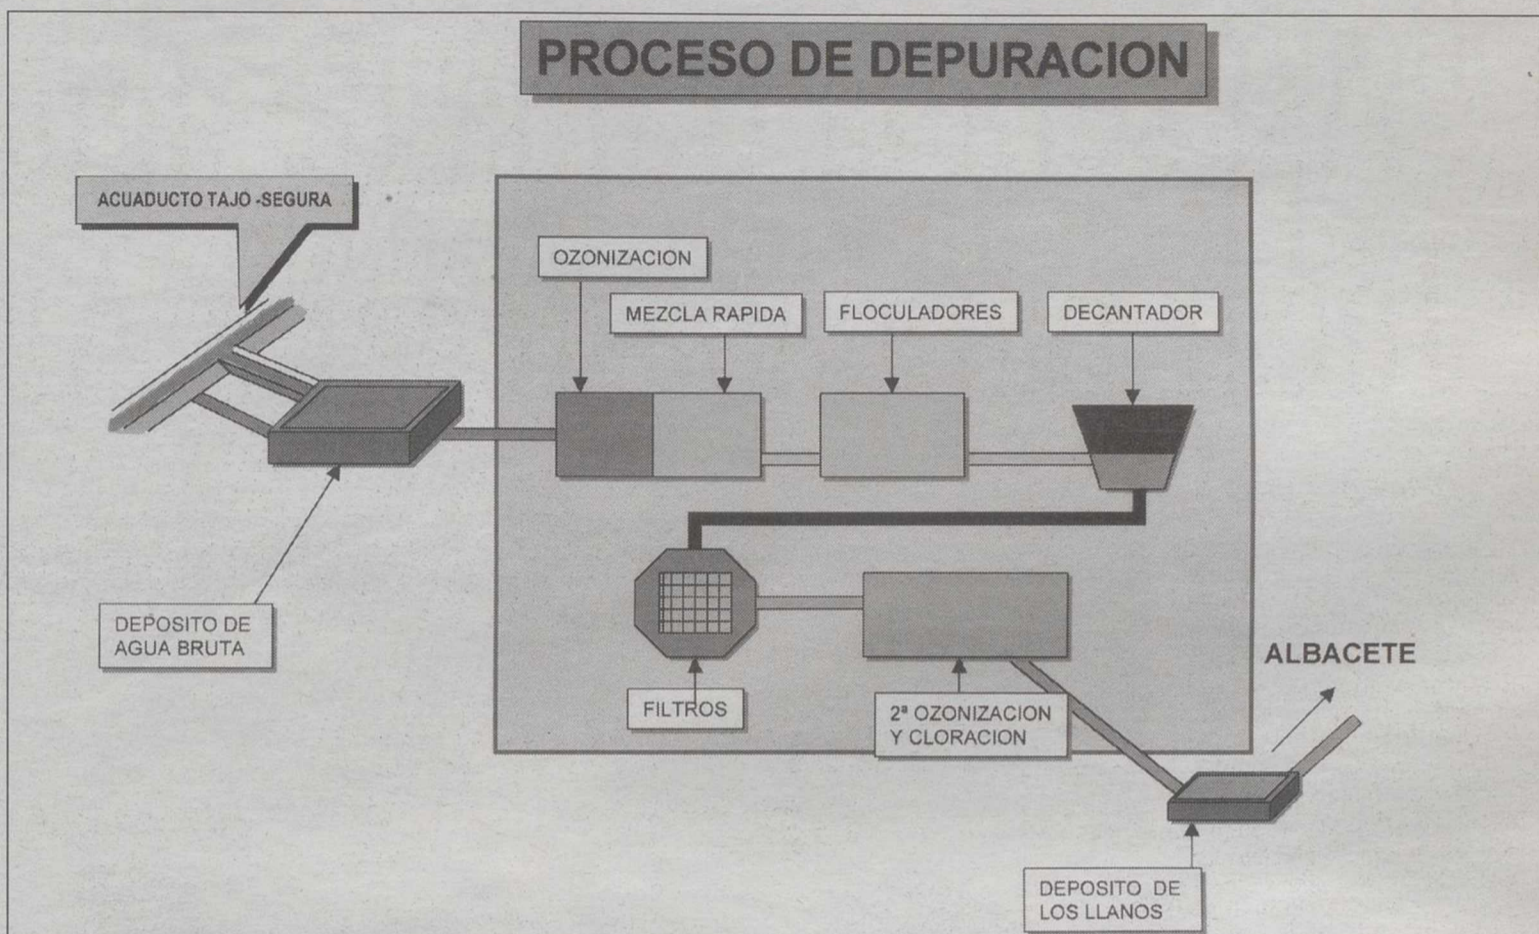 PROCESO DE DEPURACION
ACUADUCTO TAJO -SEGURA
OZONIZACION
MEZCLA RAPIDA
FLOCULADORES
DECANTADOR
DEPOSITO DE
AGUA BRUTA
FILTROS
2ª OZONIZACION
Y CLORACION
ALBACETE
DEPOSITO DE
LOS LLANOS